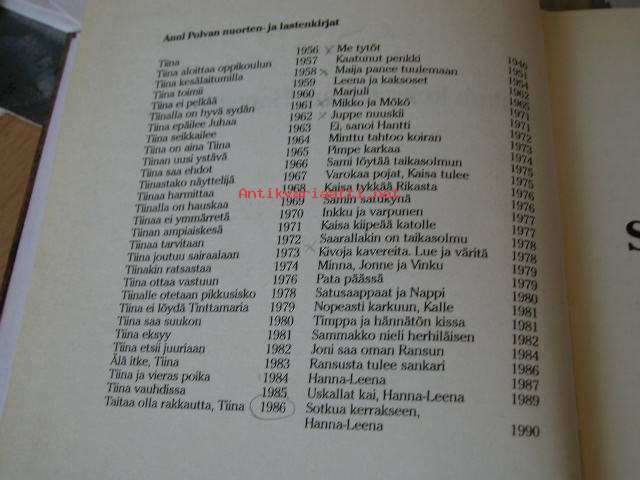 Anni Polvan nuorten- ja lastenkirjat
Tiina 1956
Tiina aloittaa oppikoulun 1957
Tiina kesälaitumilla 1958
Tiina toimii 1959
Tiina ei pelkää 1960
Tiinalla on hyvä sydän 1961
Tiina epäilee Juhaa 1962
Tiina seikkailee 1963
Tiina on aina Tiina 1964
Tiinan uusi ystävä 1965
Tiina saa ehdot 1966
Tiinastako näyttelijä 1967
Tiinaa harmittaa 1968
Tiinalla on hauskaa 1969
Tiinaa ei ymmärretä 1970
Tiinan ampiaiskesä 1971
Tiinaa tarvitaan 1972
Tiina joutuu sairaalaan 1973
Tiinakin ratsastaa 1974
Tiina ottaa vastuun 1976
Tiinalle otetaan pikkusisko 1978
Tiina ei löydä Tinttamaria 1979
Tiina saa suukon 1980
Tiina eksyy 1981
Tiina etsii juuriaan 1982
Älä itke, Tiina 1983
Tiina ja vieras poika 1984
Tiina vauhdissa 1985
Taitaa olla rakkautta, Tiina 1986
Me tytöt 1946
Kaatunut penkki 1951
Maija panee tuulemaan 1954
Leena ja kaksoset 1962
Marjuli 1965
Mikko ja Mökö 1971
Juppe nuuskii 1971
Ei, sanoi Hantti
Minttu tahtoo koiran 1973
Pimpe karkaa 1974
Sami löytää taikasolmun 1975
Varokaa pojat, Kaisa tulee 1975
Kaisa tykkää Rikasta 1976
Samin satukynä 1976
Inkku ja varpunen 1977
Kaisa kiipeää katolle 1977
Saarallakin on taikasolmu 1978
Kivoja kavereita. Lue ja väritä 1978
Minna, Jonne ja Vinku 1979
Pata päässä 1979
Satusaappaat ja Nappi 1980
Nopeasti karkuun, Kalle 1981
Timppa ja hännätön kissa 1981
Sammakko nieli herhiläisen 1982
Joni saa oman Ransun 1984
Ransusta tulee sankari 1986
Hanna-Leena 1987
Uskallat kai, Hanna-Leena 1989
Sotkua kerrakseen,
Hanna-Leena 1990
Antikvariaatti.net
S